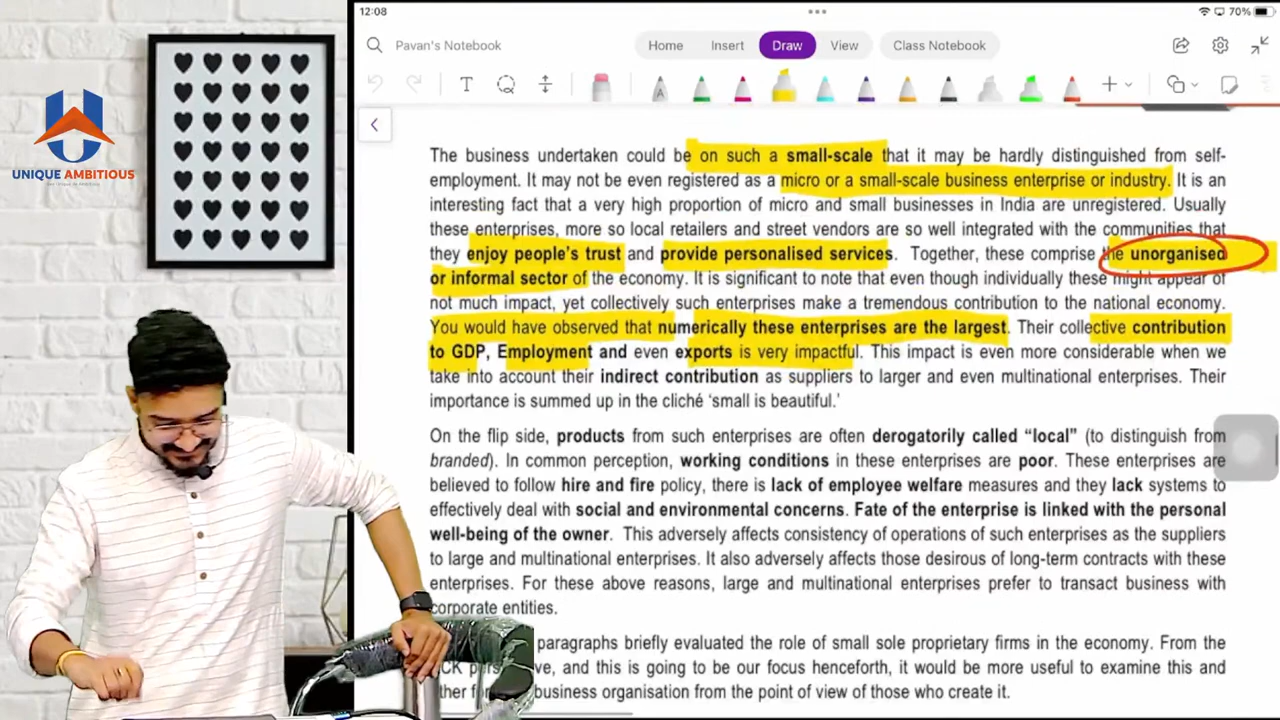 12:08
70%
Pavan's Notebook
Home
Insert
Draw
View
Class Notebook
UNIQUE AMBITIOUS
The business undertaken could be on such a small-scale that it may be hardly distinguished from self-
employment. It may not be even registered as a micro or a small-scale business enterprise or industry. It is an
interesting fact that a very high proportion of micro and small businesses in India are unregistered. Usually
these enterprises, more so local retailers and street vendors are so well integrated with the communities that
they enjoy people's trust and provide personalised services. Together, these comprise the unorganised
or informal sector of the economy. It is significant to note that even though individually these might appear of
not much impact, yet collectively such enterprises make a tremendous contribution to the national economy.
You would have observed that numerically these enterprises are the largest. Their collective contribution
to GDP, Employment and even exports is very impactful. This impact is even more considerable when we
take into account their indirect contribution as suppliers to larger and even multinational enterprises. Their
importance is summed up in the cliché 'small is beautiful.'
On the flip side, products from such enterprises are often derogatorily called “local” (to distinguish from
branded). In common perception, working conditions in these enterprises are poor. These enterprises are
believed to follow hire and fire policy, there is lack of employee welfare measures and they lack systems to
effectively deal with social and environmental concerns. Fate of the enterprise is linked with the personal
well-being of the owner. This adversely affects consistency of operations of such enterprises as the suppliers
to large and multinational enterprises. It also adversely affects those desirous of long-term contracts with these
enterprises. For these above reasons, large and multinational enterprises prefer to transact business with
corporate entities.
paragraphs briefly evaluated the role of small sole proprietary firms in the economy. From the
and this is going to be our focus henceforth, it would be more useful to examine this and
business organisation from the point of view of those who create it.